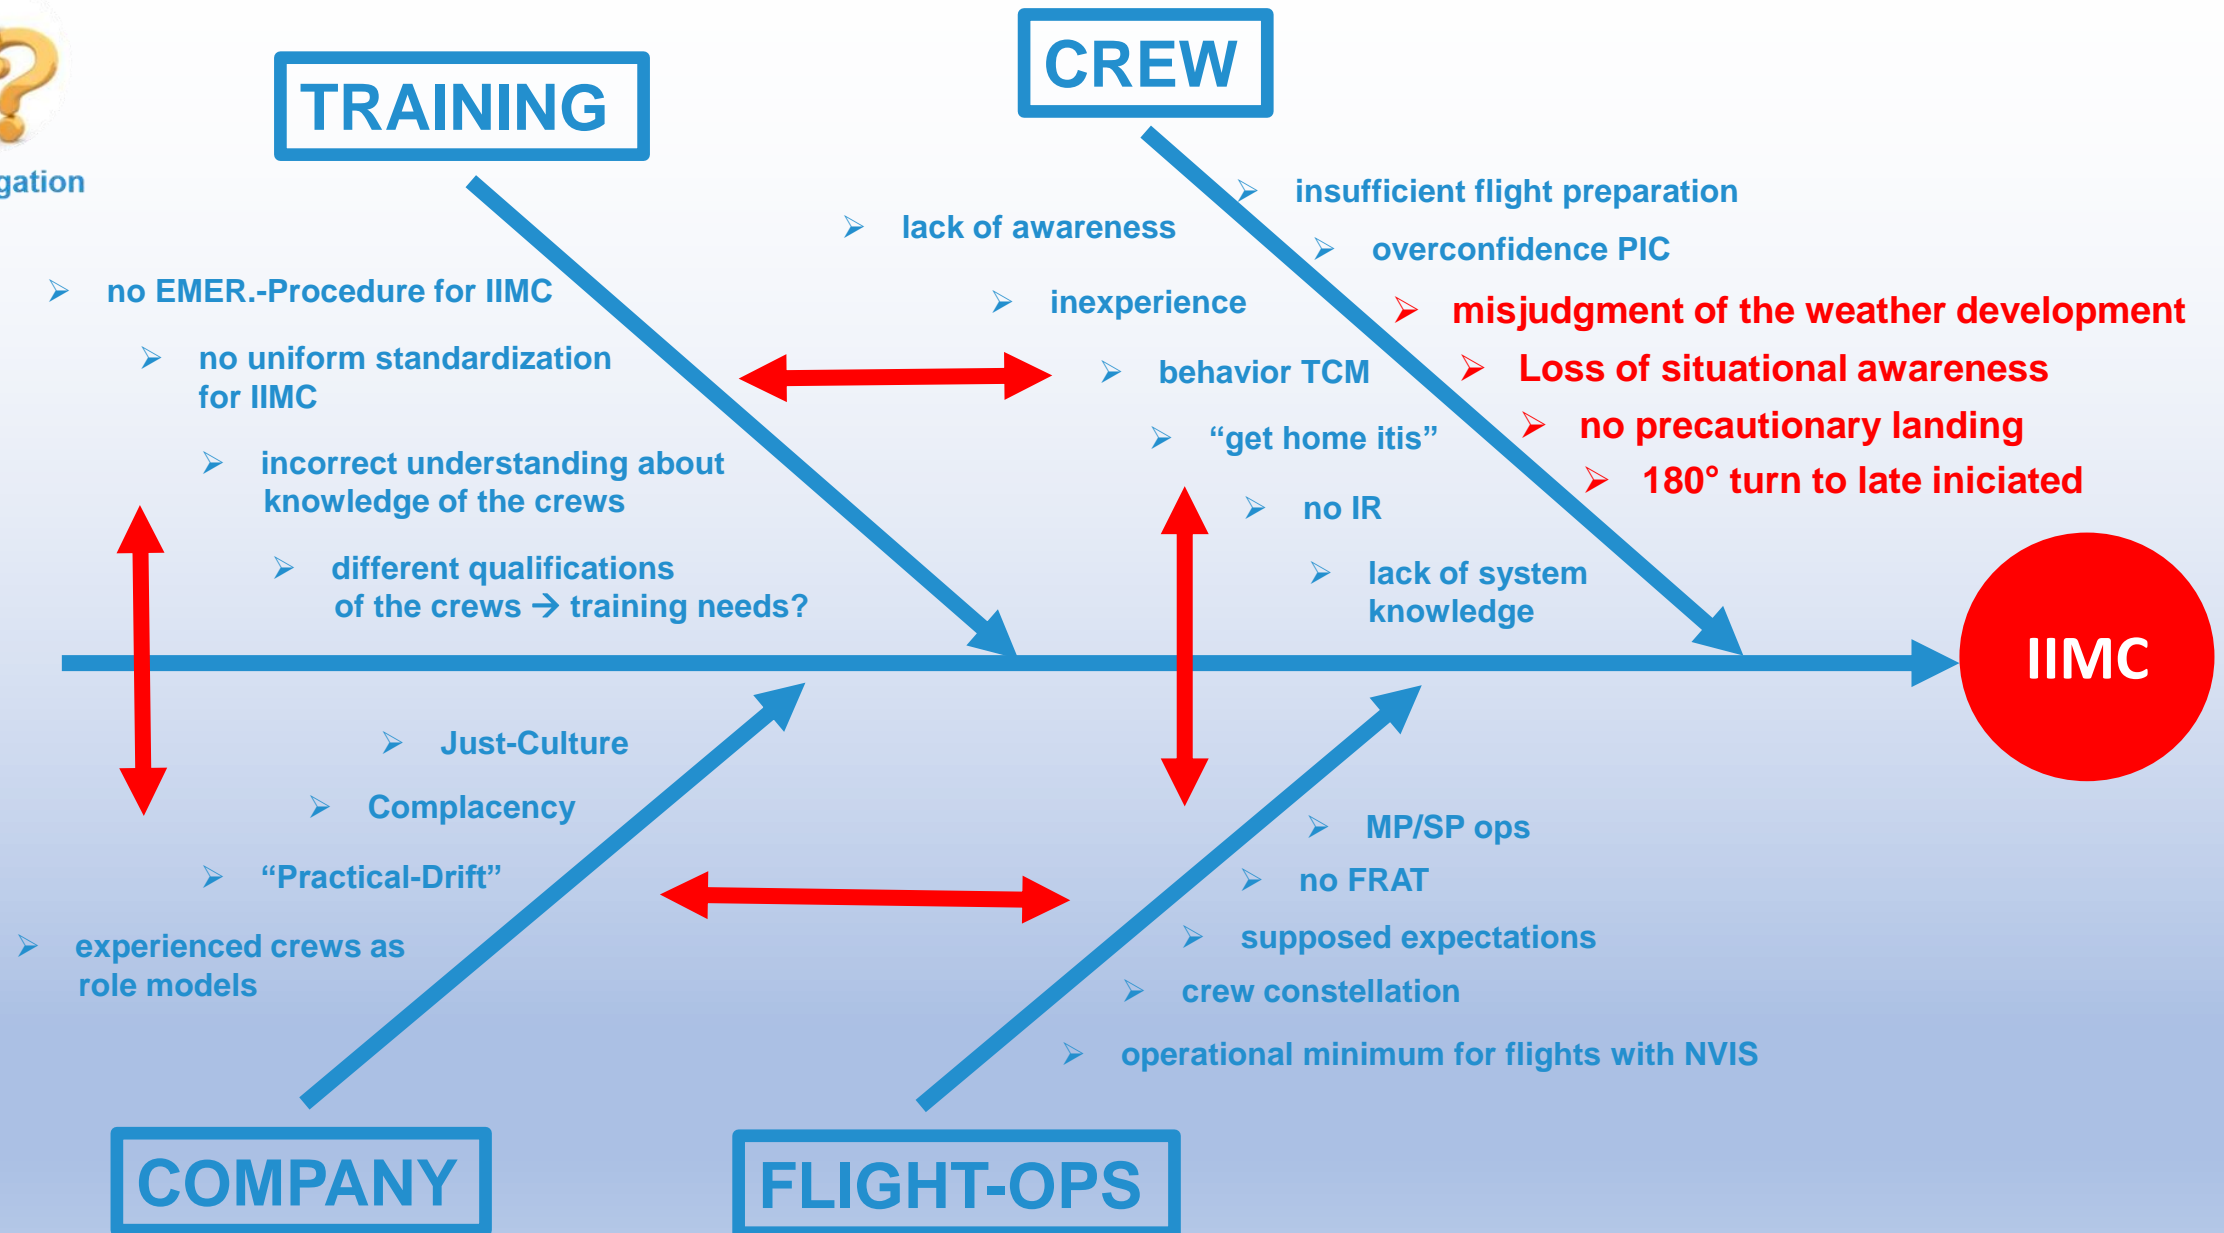 TRAINING
CREW
gation
no EMER.-Procedure for IIMC
no uniform standardization
for IIMC
incorrect understanding about
knowledge of the crews
different qualifications
of the crews → training needs?
lack of awareness
inexperience
behavior TCM
“get home itis”
no IR
lack of system
knowledge
insufficient flight preparation
overconfidence PIC
misjudgment of the weather development
Loss of situational awareness
no precautionary landing
180° turn to late iniciated
IIMC
Just-Culture
Complacency
“Practical-Drift”
experienced crews as
role models
MP/SP ops
no FRAT
supposed expectations
crew constellation
operational minimum for flights with NVIS
COMPANY
FLIGHT-OPS